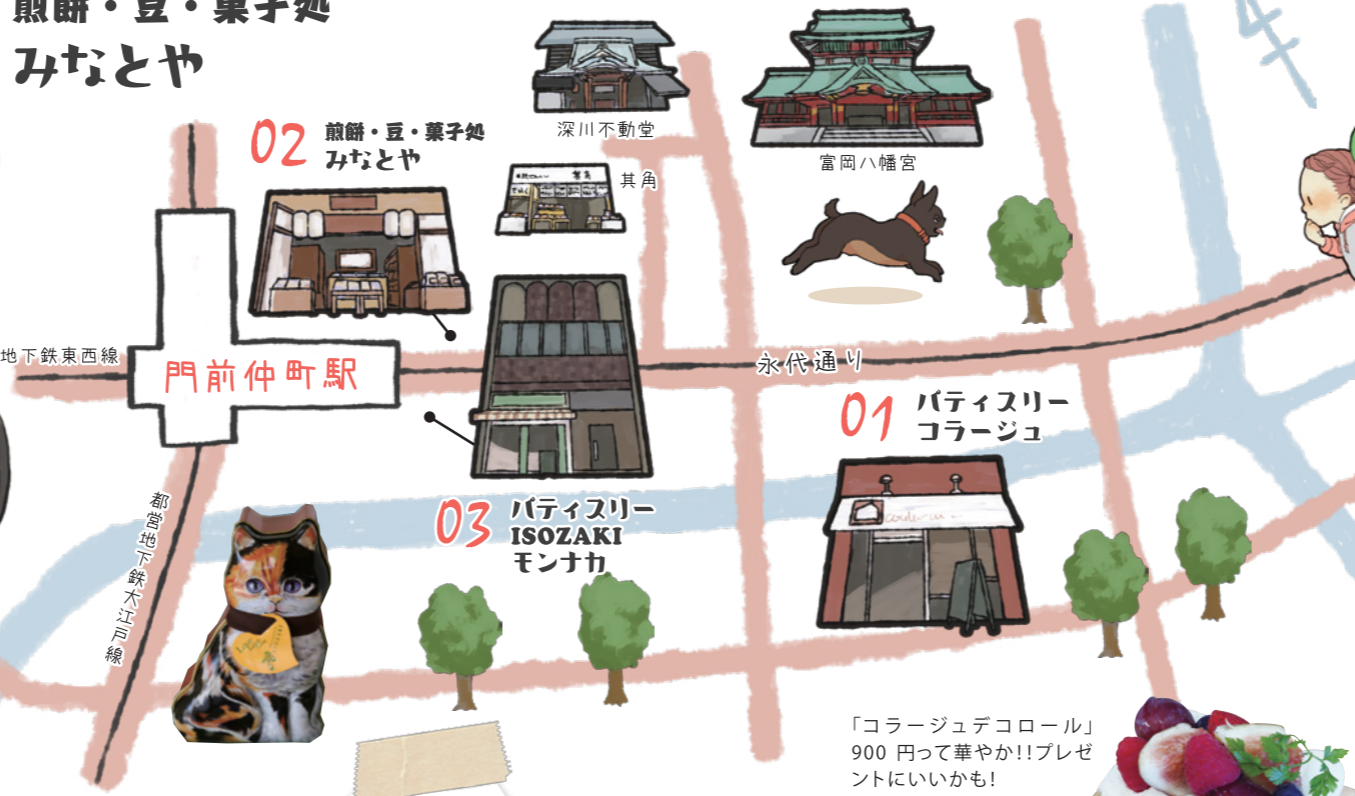 煎餅・豆・菓子処
みなとや
02
煎餅・豆・菓子処
みなとや
深川不動堂
富岡八幡宮
其角
其角
地下鉄東西線
門前仲町駅
永代通り
01
パティスリー
コラージュ
03
パティスリー
ISOZAKI
モンナカ
都営地下鉄大江戸線
「コラージュデコロール」
900 円って華やか!!プレゼ
ントにいいかも!